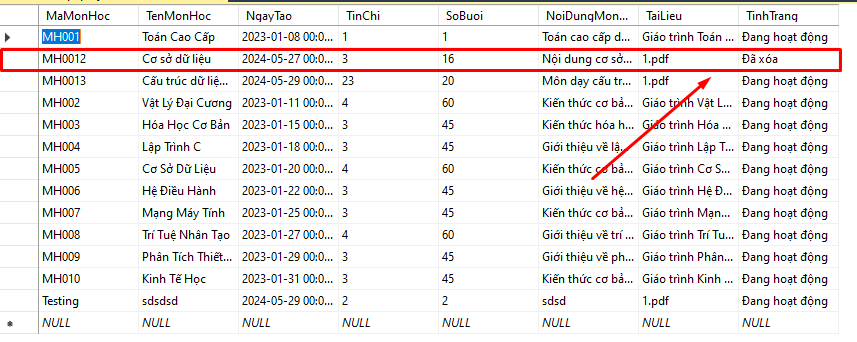 MaMonHoc TenMonHoc NgayTao TinChi SoBuoi NoiDungMon... TaiLieu TinhTrang
MH001 Toán Cao Cấp 2023-01-08 00:0... 1 1 Toán cao cấp d... Giáo trình Toán ... Đang hoạt động
MH0012 Cơ sở dữ liệu 2024-05-27 00:0... 3 16 Nội dung cơ sở... 1.pdf Đã xóa
MH0013 Cấu trúc dữ liệ... 2024-05-29 00:0... 23 20 Môn dạy cấu tr... 1.pdf Đang hoạt động
MH002 Vật Lý Đại Cương 2023-01-11 00:0... 4 60 Kiến thức cơ bả... Giáo trình Vật L... Đang hoạt động
MH003 Hóa Học Cơ Bản 2023-01-15 00:0... 3 45 Kiến thức hóa h... Giáo trình Hóa ... Đang hoạt động
MH004 Lập Trình C 2023-01-18 00:0... 3 45 Giới thiệu về lậ... Giáo trình Lập T... Đang hoạt động
MH005 Cơ Sở Dữ Liệu 2023-01-20 00:0... 4 60 Kiến thức cơ bả... Giáo trình Cơ S... Đang hoạt động
MH006 Hệ Điều Hành 2023-01-22 00:0... 3 45 Giới thiệu về hệ... Giáo trình Hệ Đ... Đang hoạt động
MH007 Mạng Máy Tính 2023-01-25 00:0... 3 45 Kiến thức cơ bả... Giáo trình Mạn... Đang hoạt động
MH008 Trí Tuệ Nhân Tạo 2023-01-27 00:0... 4 60 Giới thiệu về trí ... Giáo trình Trí Tu... Đang hoạt động
MH009 Phân Tích Thiết... 2023-01-29 00:0... 3 45 Giới thiệu về ph... Giáo trình Phân... Đang hoạt động
MH010 Kinh Tế Học 2023-01-31 00:0... 3 45 Kiến thức cơ bả... Giáo trình Kinh ... Đang hoạt động
Testing sdsdsd 2024-05-29 00:0... 2 2 sdsd 1.pdf Đang hoạt động
NULL NULL NULL NULL NULL NULL NULL NULL